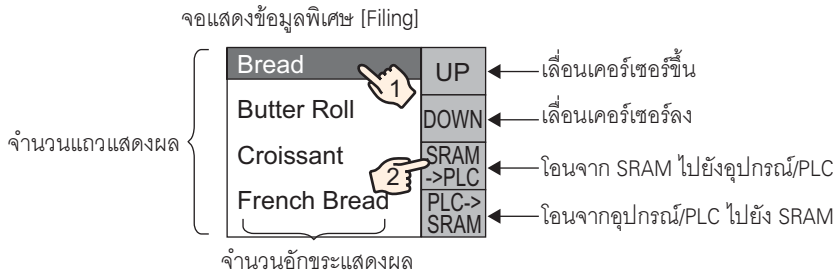 จอแสดงข้อมูลพิเศษ [Filing]
Bread
1
UP
เลื่อนเคอร์เซอร์ขึ้น
Butter Roll
DOWN
เลื่อนเคอร์เซอร์ลง
จำนวนแถวแสดงผล
Croissant
2
SRAM
->PLC
โอนจาก SRAM ไปยังอุปกรณ์/PLC
French Bread
PLC->
SRAM
โอนจากอุปกรณ์/PLC ไปยัง SRAM
จำนวนอักขระแสดงผล